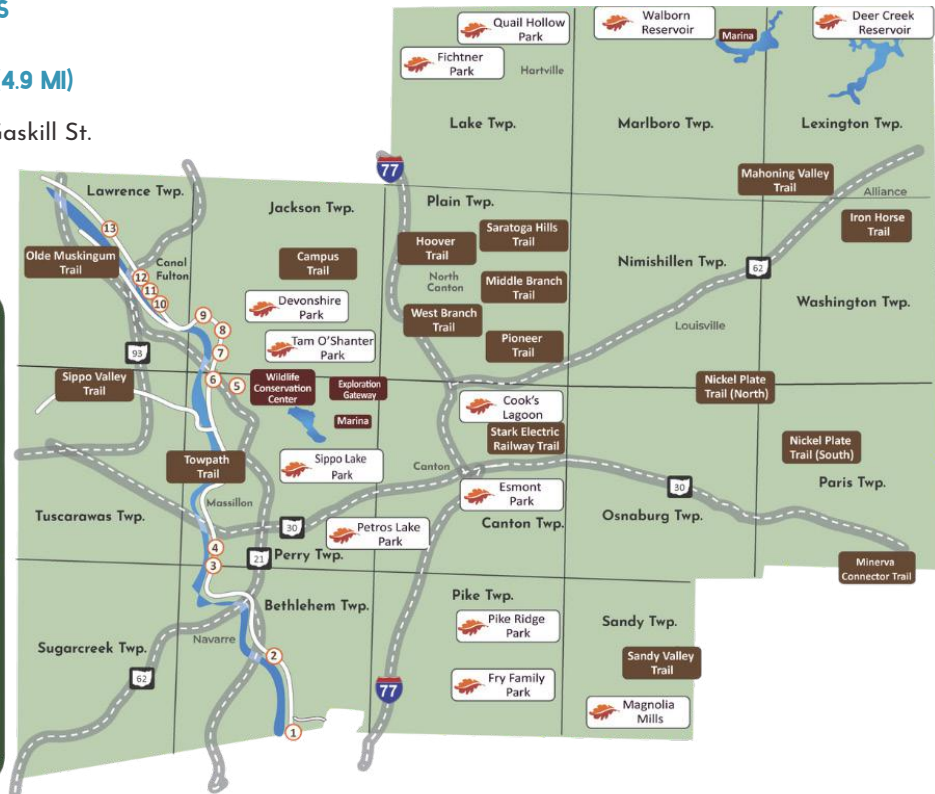 S
4.9 MI)
Gaskill St.
Quail Hollow
Park
Walborn
Reservoir
Marina
Deer Creek
Reservoir
Fichtner
Park
Hartville
Lake Twp.
Marlboro Twp.
Lexington Twp.
77
Mahoning Valley
Trail
Alliance
Lawrence Twp.
Jackson Twp.
Plain Twp.
Iron Horse
Trail
13
Saratoga Hills
Trail
Hoover
Trail
Olde Muskingum
Trail
Canal
Fulton
Campus
Trail
Nimishillen Twp.
62
12
11
10
North
Canton
Middle Branch
Trail
Washington Twp.
Devonshire
Park
9
8
7
West Branch
Trail
Louisville
Tam O'Shanter
Park
Pioneer
Trail
93
Sippo Valley
Trail
6
5
Wildlife
Conservation
Center
Exploration
Gateway
Marina
Nickel Plate
Trail (North)
Cook's
Lagoon
Stark Electric
Railway Trail
Nickel Plate
Trail (South)
Towpath
Trail
Sippo Lake
Park
Canton
Paris Twp.
30
Massillon
Esmont
Park
Tuscarawas Twp.
30
Petros Lake
Park
Canton Twp.
Osnaburg Twp.
4
3
21
Perry Twp.
Minerva
Connector Trail
Bethlehem Twp.
Pike Twp.
Sandy Twp.
Pike Ridge
Park
Navarre
Sugarcreek Twp.
2
Sandy Valley
Trail
62
77
Fry Family
Park
Magnolia
Mills
1